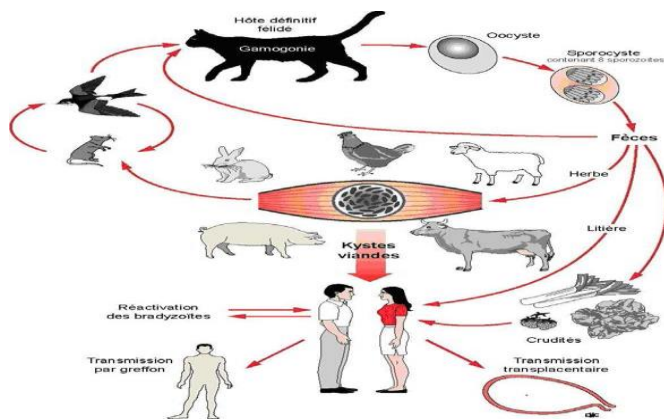 Hôte définitif
félidé
Gamogonie
Oocyste
Sporocyste
contenant 8 sporozoïtes
Fèces
Herbe
Litière
Kystes
viandes
Réactivation
des bradyzoïtes
Crudités
Transmission
par greffon
Transmission
transplacentaire